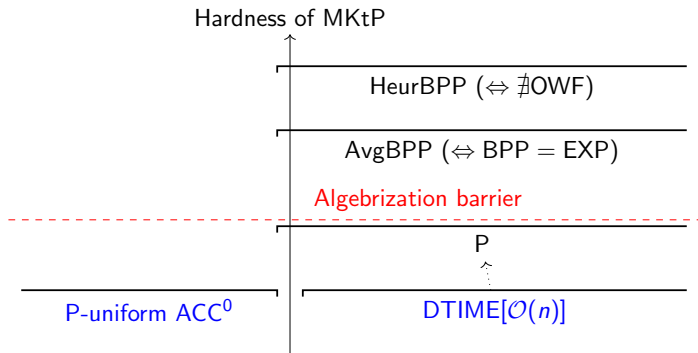 Hardness of MKtP
HeurBPP (⇔ ∄OWF)
AvgBPP (⇔ BPP = EXP)
Algebrization barrier
P
P-uniform ACC⁰
DTIME[𝒪(n)]